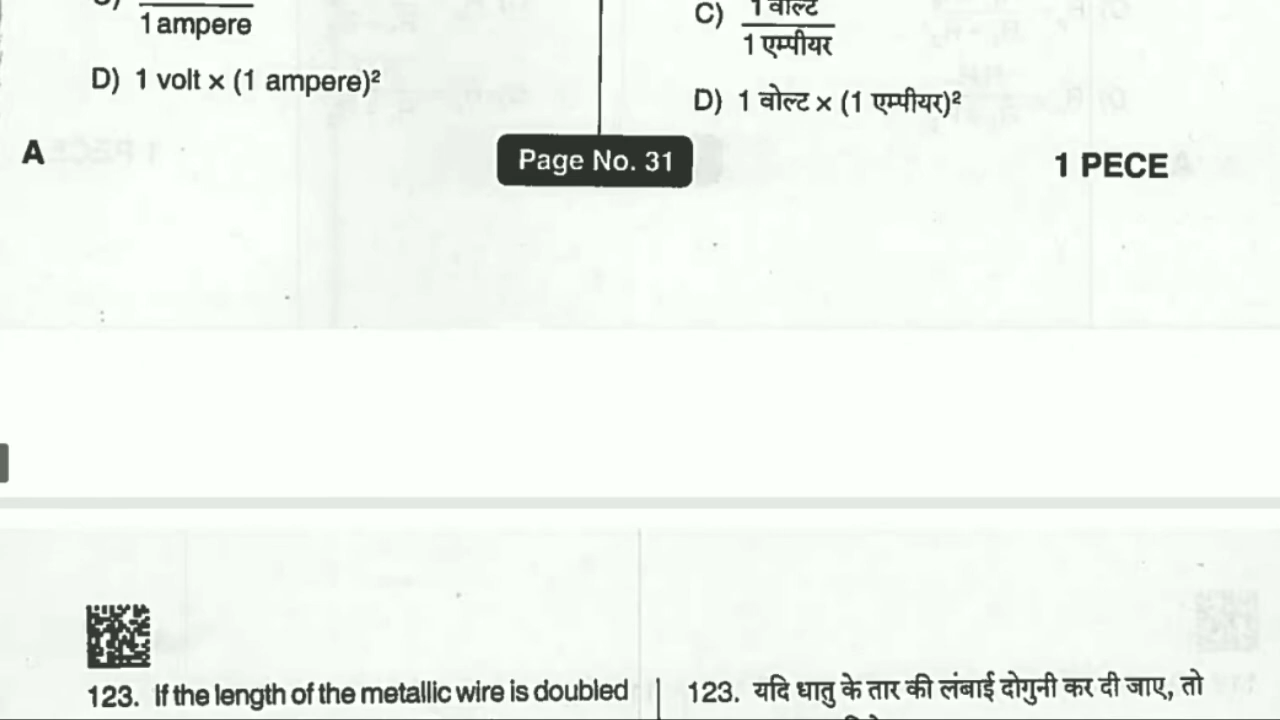 1 ampere
D) 1 volt × (1 ampere)²
C) 1 वोल्ट
1 एम्पीयर
D) 1 वोल्ट × (1 एम्पीयर)²
A
Page No. 31
1 PECE
123. If the length of the metallic wire is doubled
123. यदि धातु के तार की लंबाई दोगुनी कर दी जाए, तो